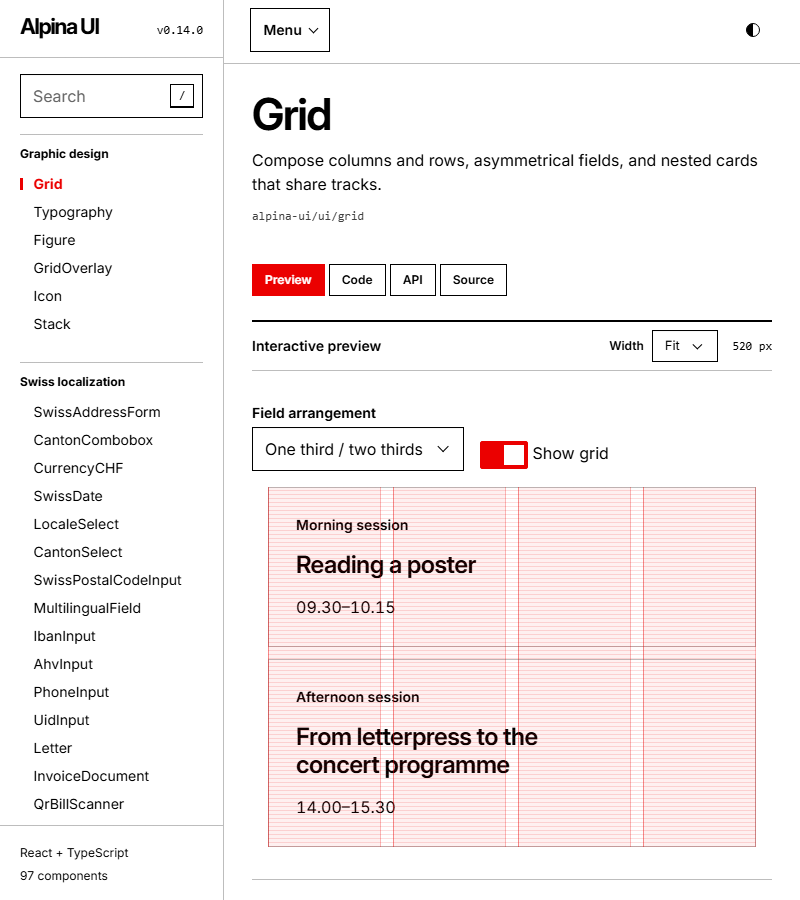 Alpina UI
v0.14.0
Search
/
Graphic design
Grid
Typography
Figure
GridOverlay
Icon
Stack
Swiss localization
SwissAddressForm
CantonCombobox
CurrencyCHF
SwissDate
LocaleSelect
CantonSelect
SwissPostalCodeInput
MultilingualField
IbanInput
AhvInput
PhoneInput
UidInput
Letter
InvoiceDocument
QrBillScanner
React + TypeScript
97 components
Menu
Grid
Compose columns and rows, asymmetrical fields, and nested cards
that share tracks.
alpina-ui/ui/grid
Preview
Code
API
Source
Interactive preview
Width
Fit
520 px
Field arrangement
One third / two thirds
Show grid
Morning session
Reading a poster
09.30–10.15
Afternoon session
From letterpress to the
concert programme
14.00–15.30